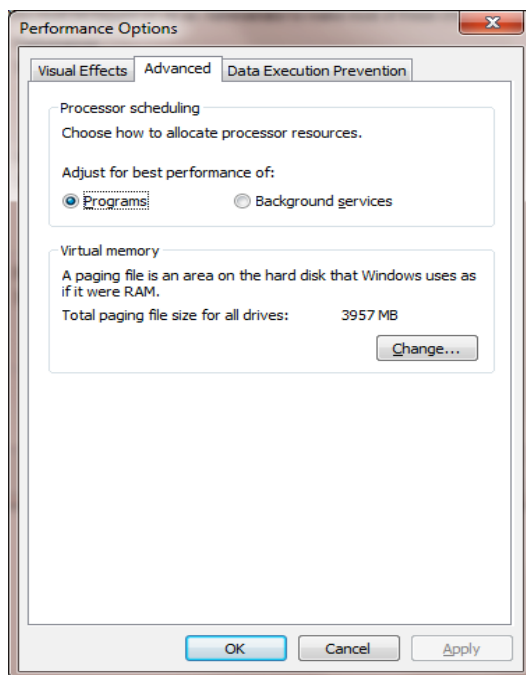 Performance Options
Visual Effects
Advanced
Data Execution Prevention
Processor scheduling
Choose how to allocate processor resources.
Adjust for best performance of:
Programs
Background services
Virtual memory
A paging file is an area on the hard disk that Windows uses as
if it were RAM.
Total paging file size for all drives: 3957 MB
Change...
OK
Cancel
Apply